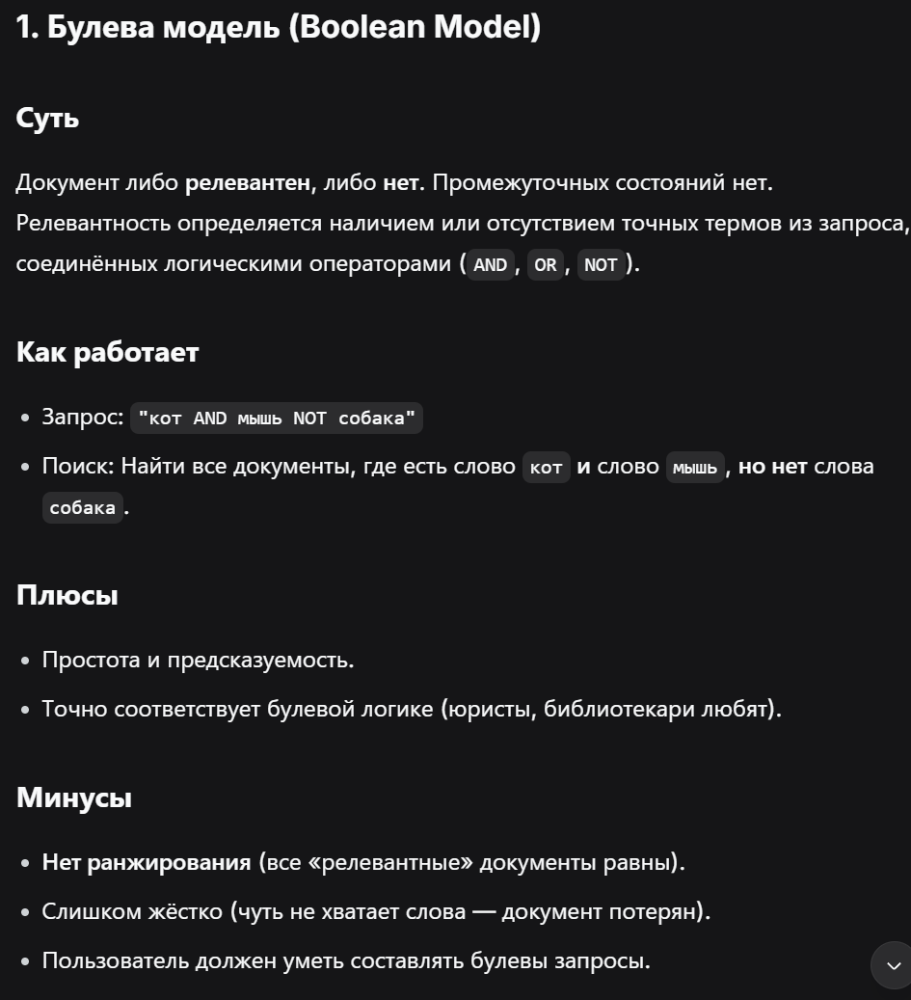 1. Булева модель (Boolean Model)
Суть
Документ либо релевантен, либо нет. Промежуточных состояний нет.
Релевантность определяется наличием или отсутствием точных термов из запроса,
соединённых логическими операторами (AND, OR, NOT).
Как работает
• Запрос: "кот AND мышь NOT собака"
• Поиск: Найти все документы, где есть слово кот и слово мышь, но нет слова
собака.
Плюсы
• Простота и предсказуемость.
• Точно соответствует булевой логике (юристы, библиотекари любят).
Минусы
• Нет ранжирования (все «релевантные» документы равны).
• Слишком жёстко (чуть не хватает слова — документ потерян).
• Пользователь должен уметь составлять булевы запросы.